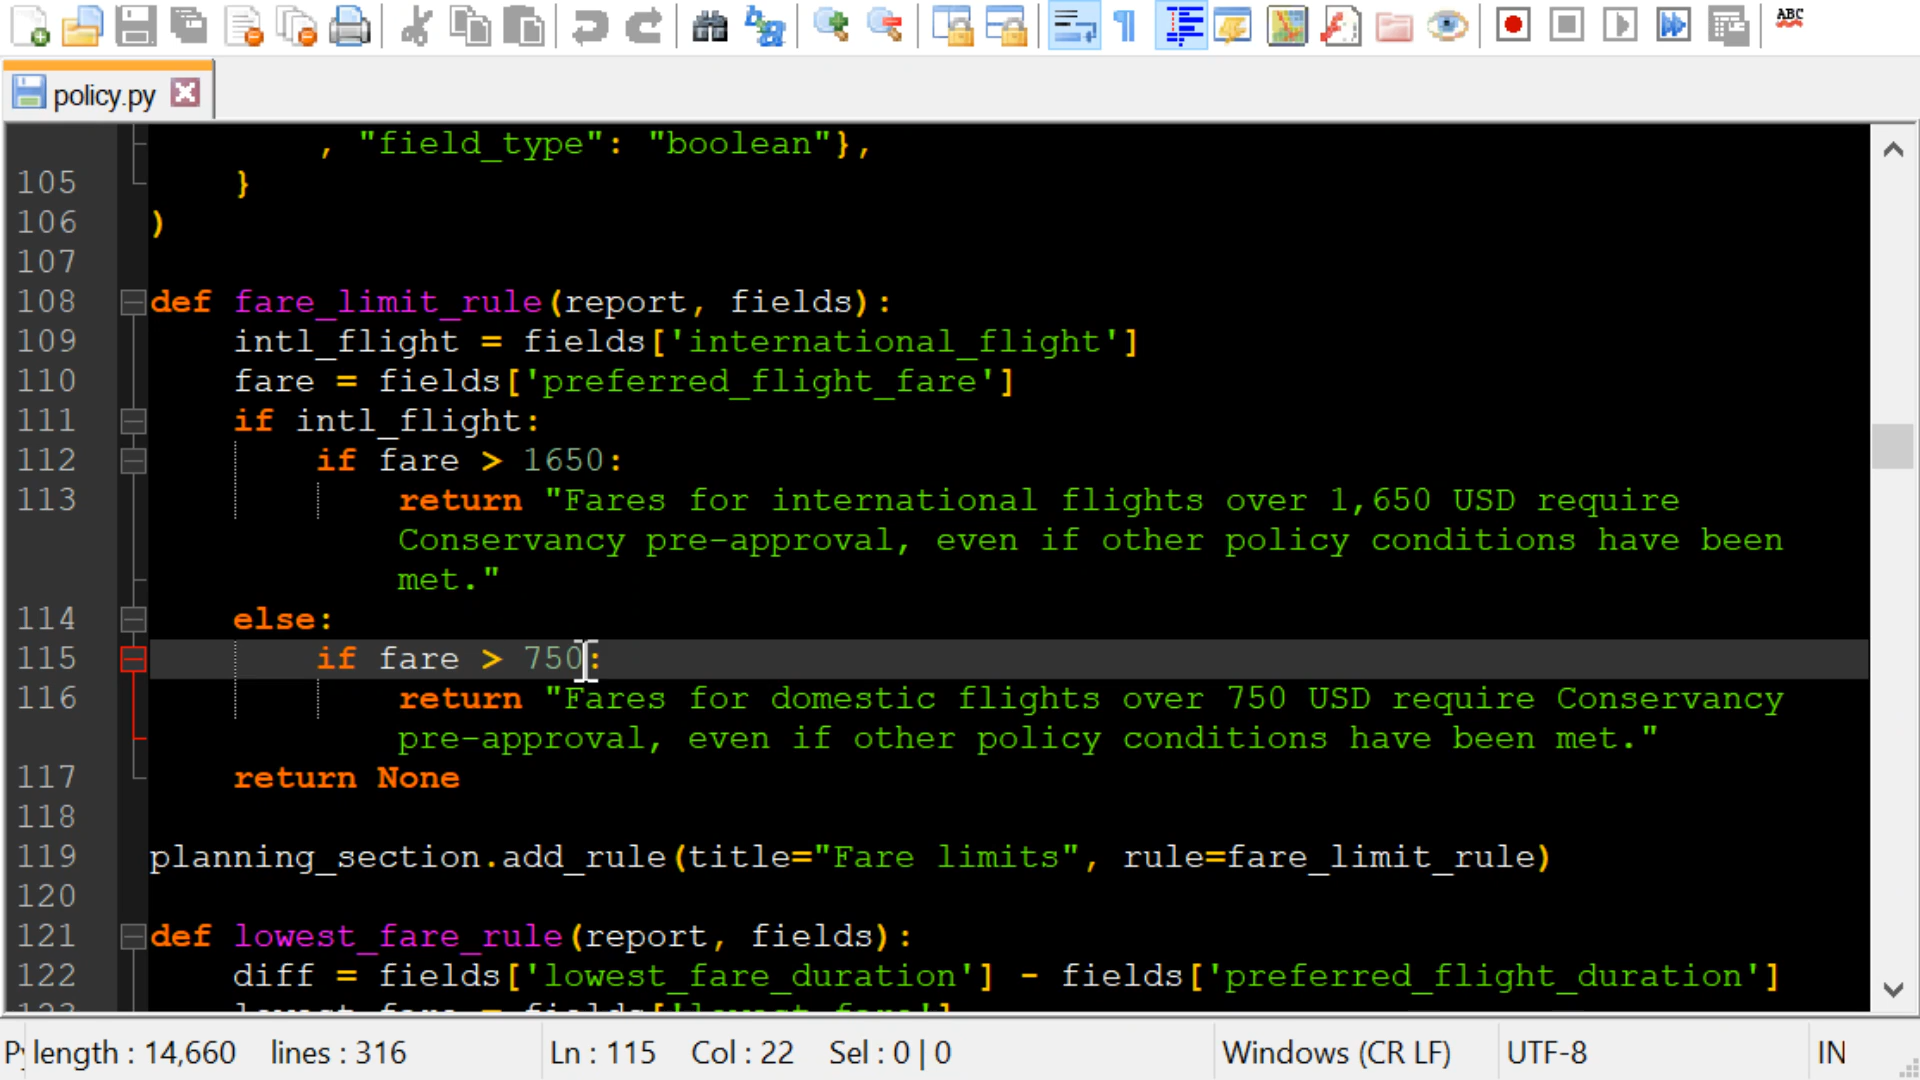 ABC
policy.py
, "field_type": "boolean"},
105 }
106 )
107
108 def fare_limit_rule(report, fields):
109 intl_flight = fields['international_flight']
110 fare = fields['preferred_flight_fare']
111 if intl_flight:
112 if fare > 1650:
113 return "Fares for international flights over 1,650 USD require
Conservancy pre-approval, even if other policy conditions have been
met."
114 else:
115 if fare > 750:
116 return "Fares for domestic flights over 750 USD require Conservancy
pre-approval, even if other policy conditions have been met."
117 return None
118
119 planning_section.add_rule(title="Fare limits", rule=fare_limit_rule)
120
121 def lowest_fare_rule(report, fields):
122 diff = fields['lowest_fare_duration'] - fields['preferred_flight_duration']
length : 14,660 lines : 316 Ln : 115 Col : 22 Sel : 0 | 0 Windows (CR LF) UTF-8 IN